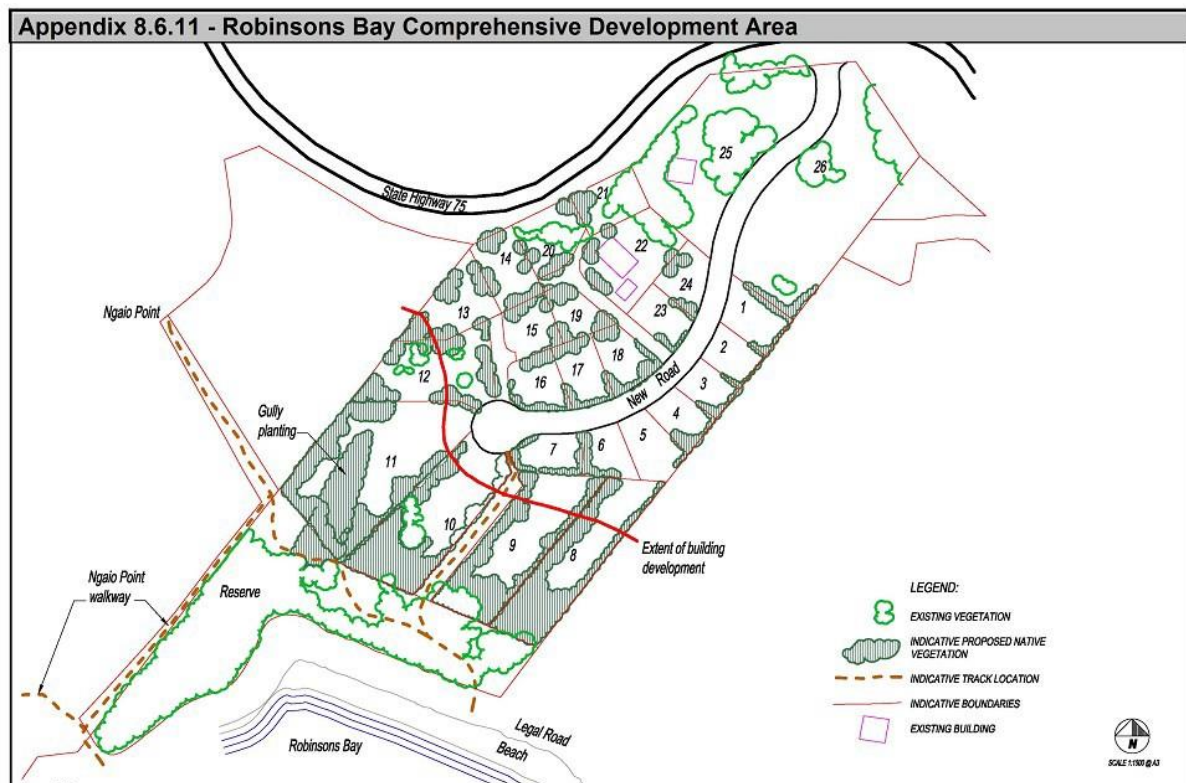 Appendix 8.6.11 - Robinsons Bay Comprehensive Development Area
State Highway 75
25
26
21
22
20
14
24
13
19
23
1
15
Ngaio Point
18
2
12
17
16
New Road
3
4
Gully
planting
5
7
6
11
10
9
8
Extent of building
development
Ngaio Point
walkway
Reserve
Legal Road
Beach
Robinsons Bay
LEGEND:
EXISTING VEGETATION
INDICATIVE PROPOSED NATIVE
VEGETATION
INDICATIVE TRACK LOCATION
INDICATIVE BOUNDARIES
EXISTING BUILDING
N